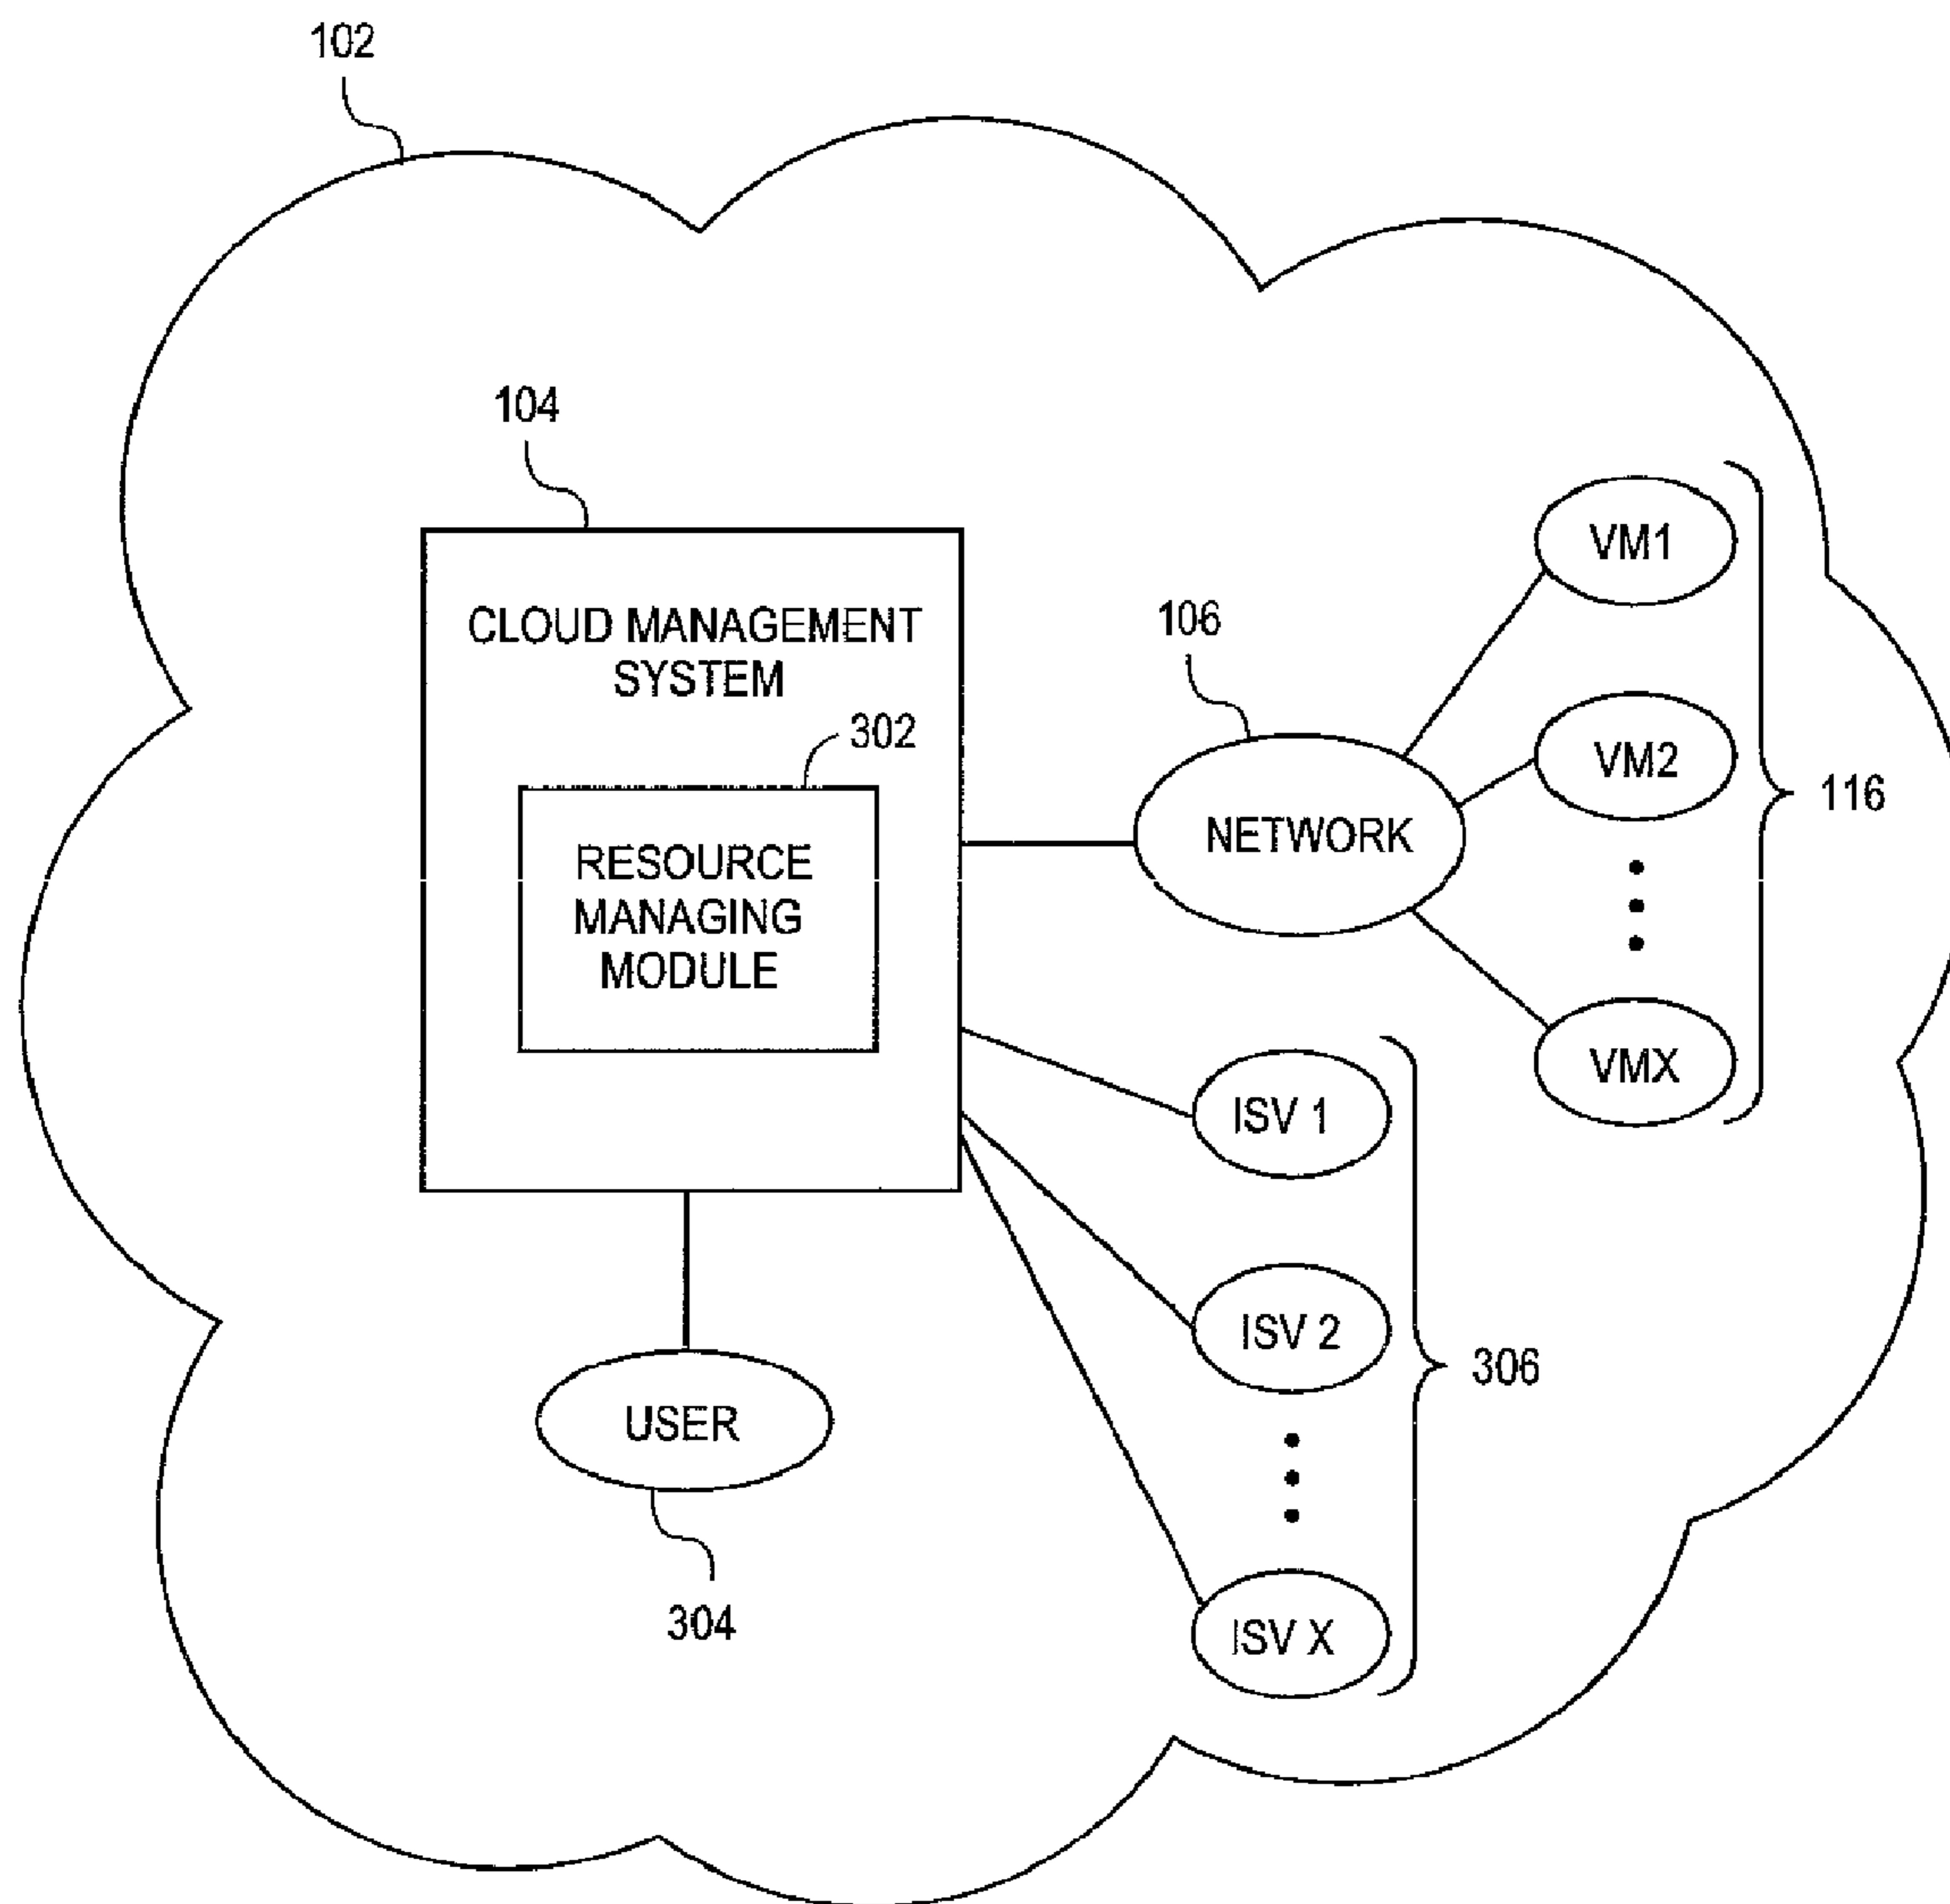 102
104
CLOUD MANAGEMENT
SYSTEM
302
RESOURCE
MANAGING
MODULE
106
NETWORK
VM1
VM2
VMX
116
ISV 1
ISV 2
ISV X
306
USER
304